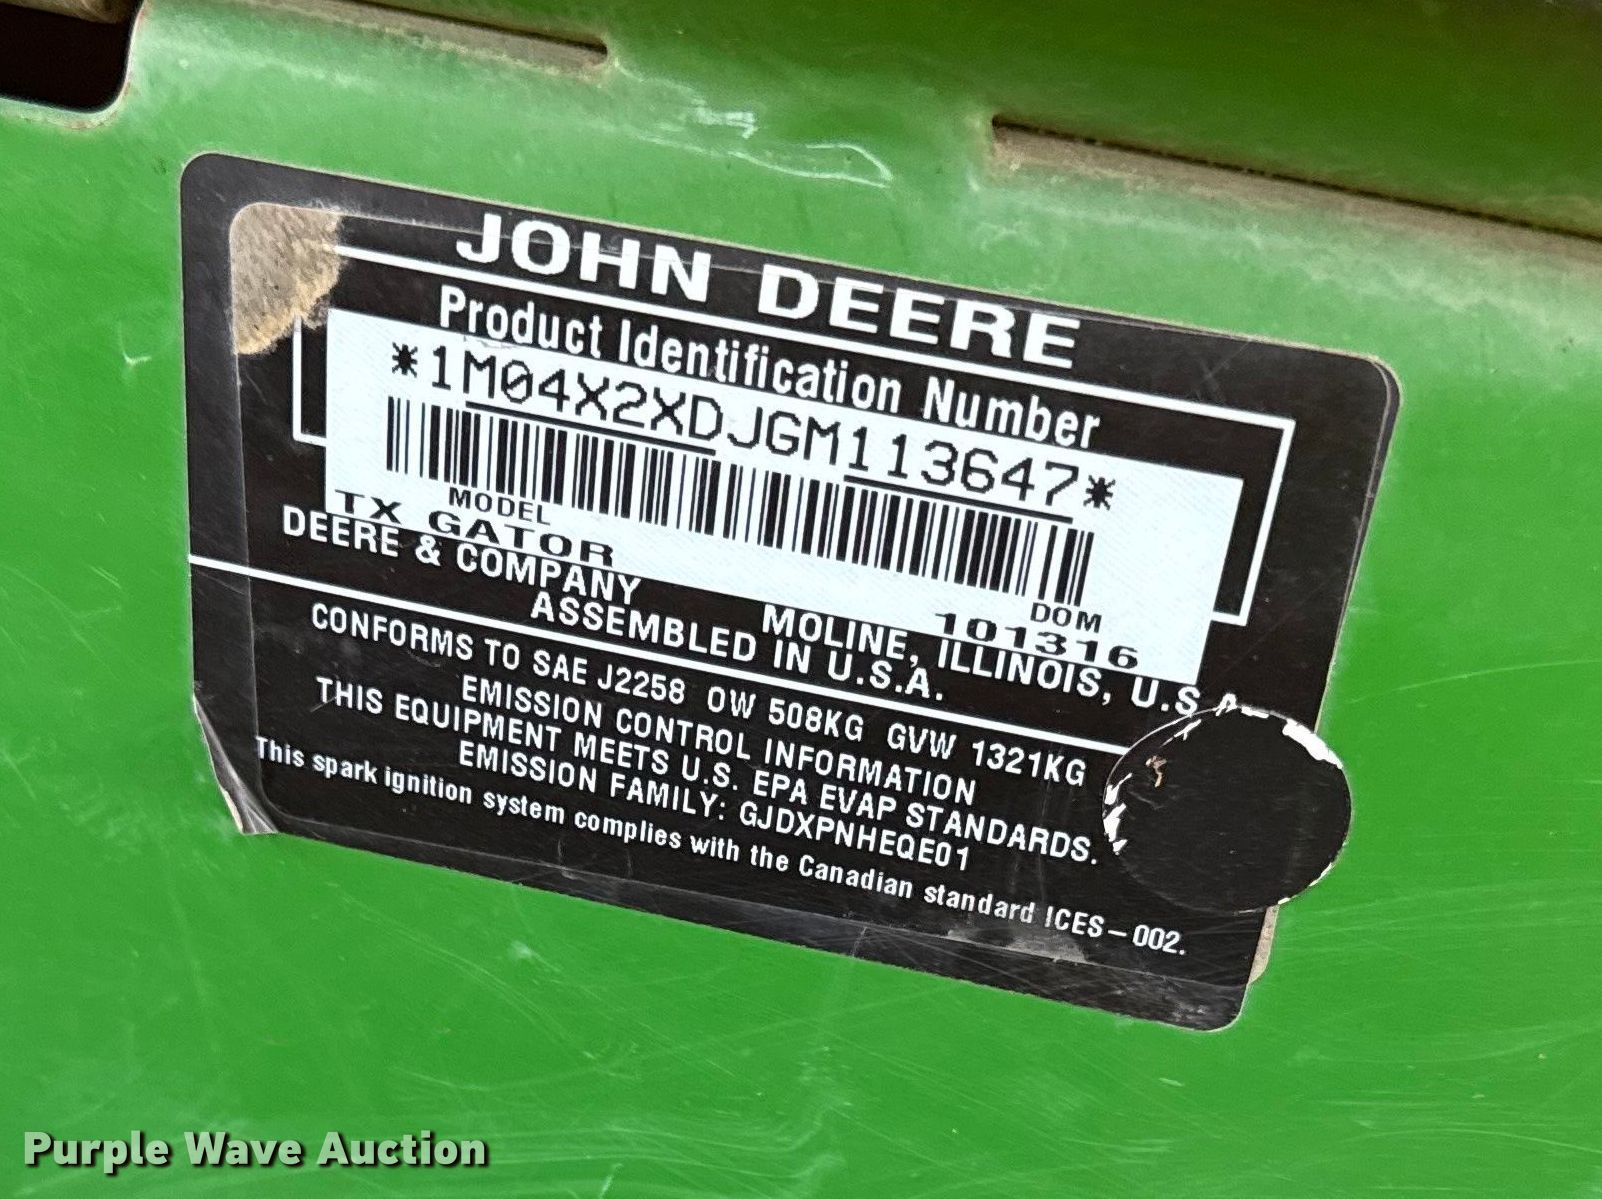 JOHN DEERE
Product Identification Number
*1M04X2XDJGM113647*
MODEL DOM
TX GATOR 101316
DEERE & COMPANY MOLINE, ILLINOIS, U.S.A.
ASSEMBLED IN U.S.A.
CONFORMS TO SAE J2258 OW 508KG GVW 1321KG
EMISSION CONTROL INFORMATION
THIS EQUIPMENT MEETS U.S. EPA EVAP STANDARDS.
EMISSION FAMILY: GJDXPNHEQE01
This spark ignition system complies with the Canadian standard ICES-002.
Purple Wave Auction